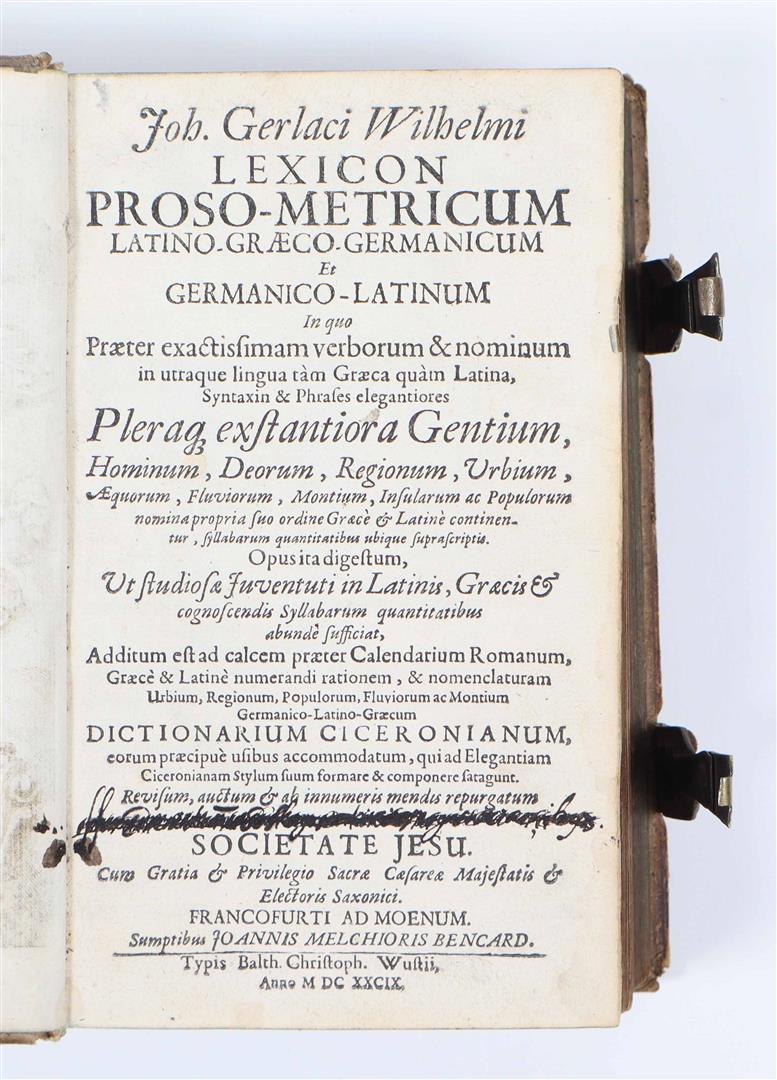 Joh. Gerlaci Wilhelmi
LEXICON
PROSO-METRICUM
LATINO-GRÆCO-GERMANICUM
Et
GERMANICO-LATINUM
In quo
Præter exactissimam verborum & nominum
in utraque lingua tàm Græca quàm Latina,
Syntaxin & Phrases elegantiores
Pleraq; exstantiora Gentium,
Hominum, Deorum, Regionum, Urbium,
Æquorum, Fluviorum, Montium, Insularum ac Populorum
nomina propria suo ordine Græcè & Latinè continen-
tur, syllabarum quantitatibus ubique suprascriptis.
Opus ita digestum,
Ut studiosæ Juventuti in Latinis, Græcis &
cognoscendis Syllabarum quantitatibus
abundè sufficiat,
Additum est ad calcem præter Calendarium Romanum,
Græcè & Latinè numerandi rationem, & nomenclaturam
Urbium, Regionum, Populorum, Fluviorum ac Montium
Germanico-Latino-Græcum
DICTIONARIUM CICERONIANUM,
eorum præcipuè usibus accommodatum, qui ad Elegantiam
Ciceronianam Stylum suum formare & componere satagunt.
Revisum, auctum & ab innumeris mendis repurgatum
SOCIETATE JESU.
Cum Gratia & Privilegio Sacræ Cæsareæ Majestatis &
Electoris Saxonici.
FRANCOFURTI AD MOENUM.
Sumptibus JOANNIS MELCHIORIS BENCARD.
Typis Balth. Christoph. Wustii,
Anno M DC XXCIX.